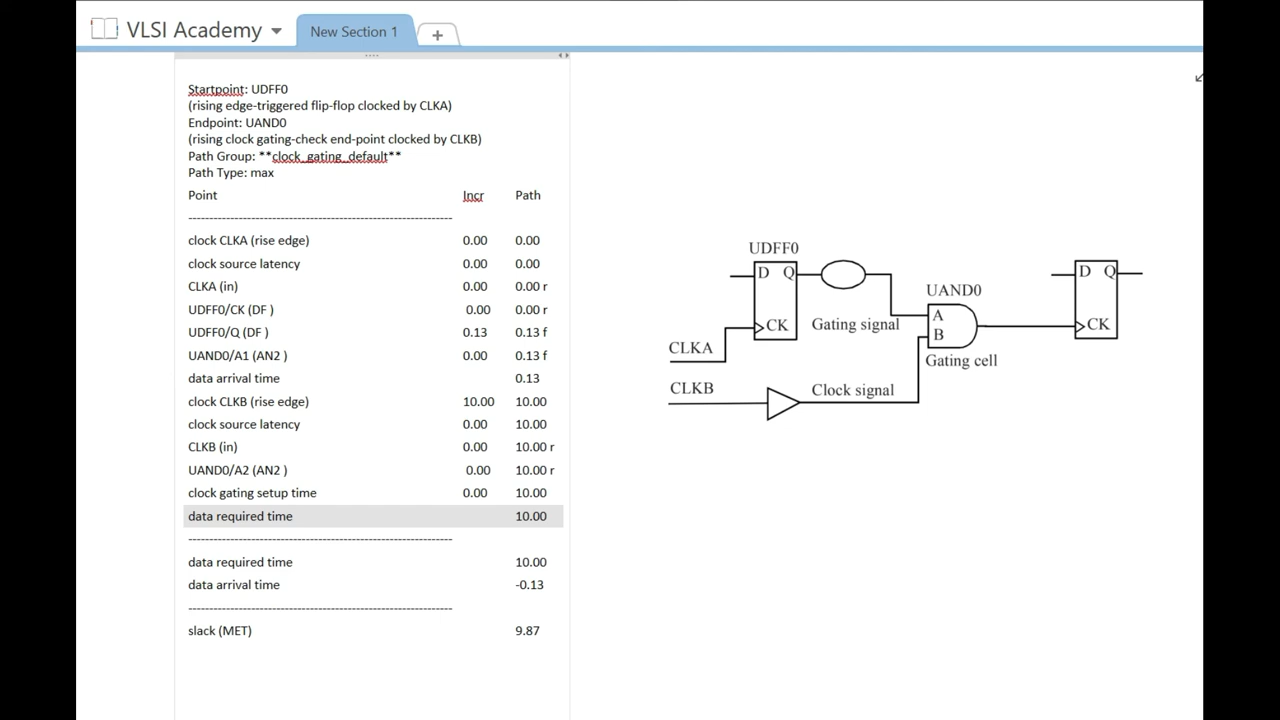 VLSI Academy
New Section 1
+
Startpoint: UDFF0
(rising edge-triggered flip-flop clocked by CLKA)
Endpoint: UAND0
(rising clock gating-check end-point clocked by CLKB)
Path Group: **clock_gating_default**
Path Type: max
Point Incr Path
------------------------------------------------------------
clock CLKA (rise edge) 0.00 0.00
clock source latency 0.00 0.00
CLKA (in) 0.00 0.00 r
UDFF0/CK (DF ) 0.00 0.00 r
UDFF0/Q (DF ) 0.13 0.13 f
UAND0/A1 (AN2 ) 0.00 0.13 f
data arrival time 0.13
clock CLKB (rise edge) 10.00 10.00
clock source latency 0.00 10.00
CLKB (in) 0.00 10.00 r
UAND0/A2 (AN2 ) 0.00 10.00 r
clock gating setup time 0.00 10.00
data required time 10.00
------------------------------------------------------------
data required time 10.00
data arrival time -0.13
------------------------------------------------------------
slack (MET) 9.87
UDFF0
D Q
CK
CLKA
Gating signal
UAND0
A
B
Gating cell
CLKB
Clock signal
D Q
CK